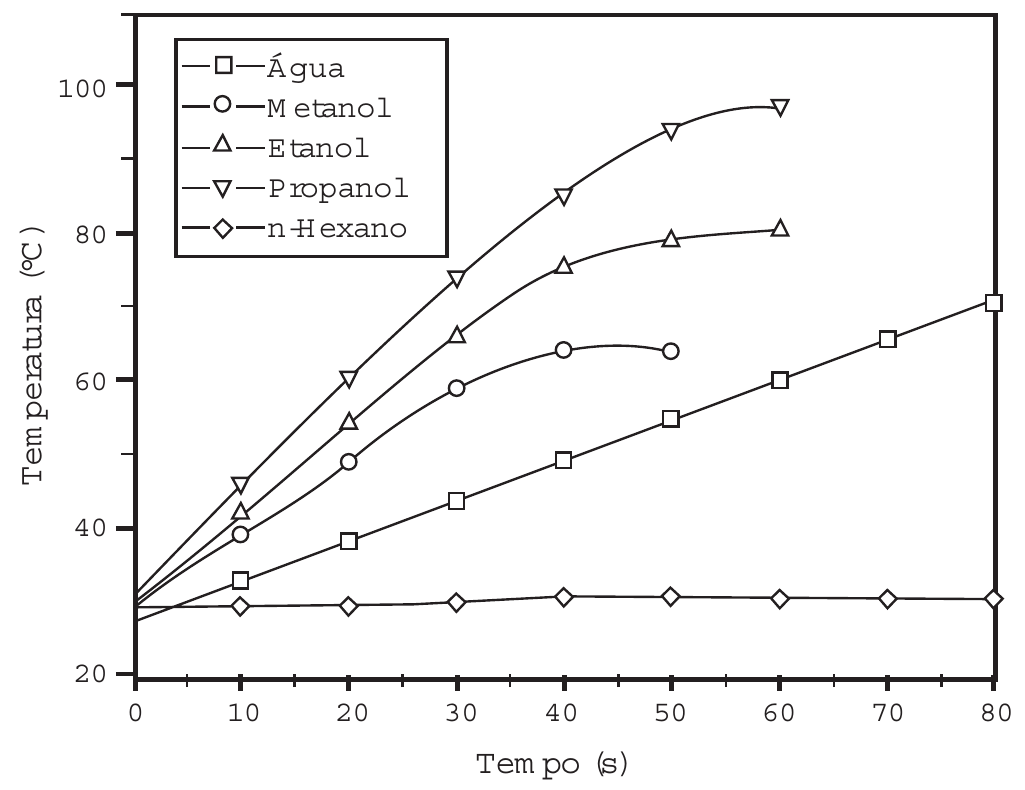 Água
Metanol
Etanol
Propanol
n-Hexano
100
80
60
40
20
Temperatura (ºC)
0 10 20 30 40 50 60 70 80
Tempo (s)